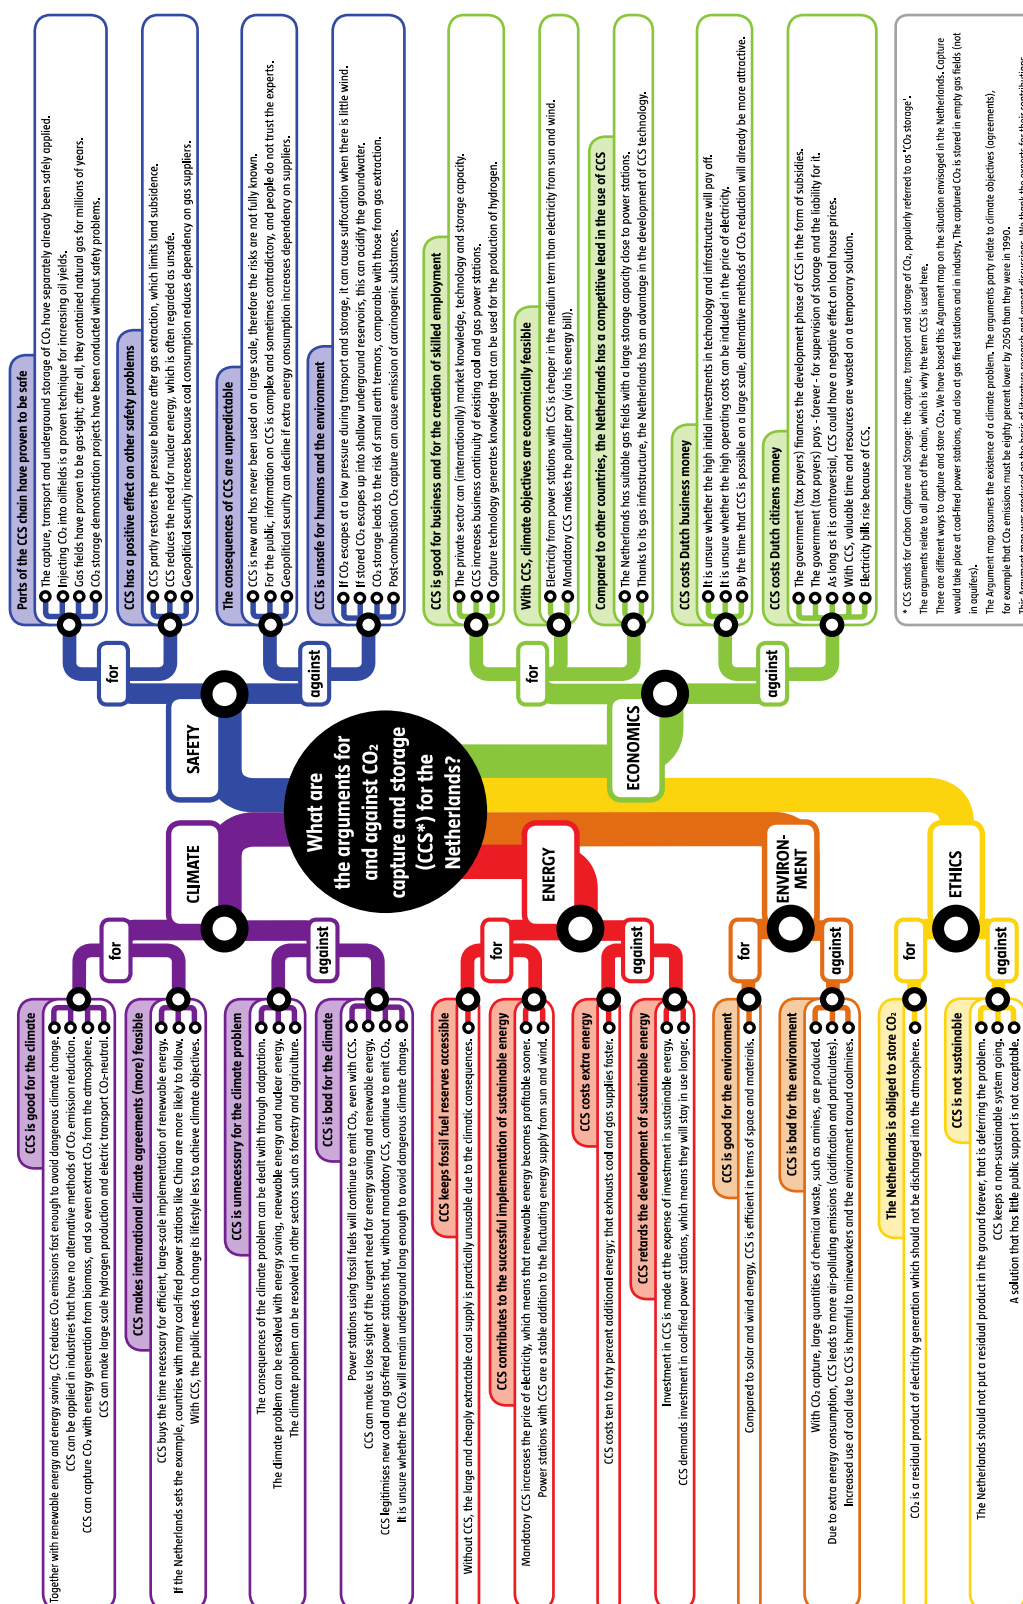 What are
the arguments for
and against CO₂
capture and storage
(CCS*) for the
Netherlands?
CLIMATE
for
CCS is good for the climate
Together with renewable energy and energy saving, CCS reduces CO₂ emissions fast enough to avoid dangerous climate change.
CCS can be applied in industries that have no alternative methods of CO₂ emission reduction.
CCS can capture CO₂ with energy generation from biomass, and so even extract CO₂ from the atmosphere.
CCS can make large scale hydrogen production and electric transport CO₂-neutral.
CCS makes international climate agreements (more) feasible
CCS buys the time necessary for efficient, large-scale implementation of renewable energy.
If the Netherlands sets the example, countries with many coal-fired power stations like China are more likely to follow.
With CCS, the public needs to change its lifestyle less to achieve climate objectives.
against
CCS is unnecessary for the climate problem
The consequences of the climate problem can be dealt with through adaption.
The climate problem can be resolved with energy saving, renewable energy and nuclear energy.
The climate problem can be resolved in other sectors such as forestry and agriculture.
CCS is bad for the climate
Power stations using fossil fuels will continue to emit CO₂, even with CCS.
CCS can make us lose sight of the urgent need for energy saving and renewable energy.
CCS legitimises new coal and gas-fired power stations that, without mandatory CCS, continue to emit CO₂.
It is unsure whether the CO₂ will remain underground long enough to avoid dangerous climate change.
ENERGY
for
CCS keeps fossil fuel reserves accessible
Without CCS, the large and cheaply extractable coal supply is practically unusable due to the climatic consequences.
CCS contributes to the successful implementation of sustainable energy
Mandatory CCS increases the price of electricity, which means that renewable energy becomes profitable sooner.
Power stations with CCS are a stable addition to the fluctuating energy supply from sun and wind.
against
CCS costs extra energy
CCS costs ten to forty percent additional energy; that exhausts coal and gas supplies faster.
CCS retards the development of sustainable energy
Investment in CCS is made at the expense of investment in sustainable energy.
CCS demands investment in coal-fired power stations, which means they will stay in use longer.
ENVIRON-
MENT
for
CCS is good for the environment
Compared to solar and wind energy, CCS is efficient in terms of space and materials.
against
CCS is bad for the environment
With CO₂ capture, large quantities of chemical waste, such as amines, are produced.
Due to extra energy consumption, CCS leads to more air-polluting emissions (acidification and particulates).
Increased use of coal due to CCS is harmful to mineworkers and the environment around coalmines.
ETHICS
for
The Netherlands is obliged to store CO₂
CO₂ is a residual product of electricity generation which should not be discharged into the atmosphere.
against
CCS is not sustainable
The Netherlands should not put a residual product in the ground forever, that is deferring the problem.
CCS keeps a non-sustainable system going.
A solution that has little public support is not acceptable.
SAFETY
for
Parts of the CCS chain have proven to be safe
The capture, transport and underground storage of CO₂ have separately already been safely applied.
Injecting CO₂ into oilfields is a proven technique for increasing oil yields.
Gas fields have proven to be gas-tight; after all, they contained natural gas for millions of years.
CO₂ storage demonstration projects have been conducted without safety problems.
CCS has a positive effect on other safety problems
CCS partly restores the pressure balance after gas extraction, which limits land subsidence.
CCS reduces the need for nuclear energy, which is often regarded as unsafe.
Geopolitical security increases because coal consumption reduces dependency on gas suppliers.
against
The consequences of CCS are unpredictable
CCS is new and has never been used on a large scale, therefore the risks are not fully known.
For the public, information on CCS is complex and sometimes contradictory, and people do not trust the experts.
Geopolitical security can decline if extra energy consumption increases dependency on suppliers.
CCS is unsafe for humans and the environment
If CO₂ escapes at a low pressure during transport and storage, it can cause suffocation when there is little wind.
If stored CO₂ escapes up into shallow underground reservoirs, this can acidify the groundwater.
CO₂ storage leads to the risk of small earth tremors, comparable with those from gas extraction.
Post-combustion CO₂ capture can cause emission of carcinogenic substances.
ECONOMICS
for
CCS is good for business and for the creation of skilled employment
The private sector can (internationally) market knowledge, technology and storage capacity.
CCS increases business continuity of existing coal and gas power stations.
Capture technology generates knowledge that can be used for the production of hydrogen.
With CCS, climate objectives are economically feasible
Electricity from power stations with CCS is cheaper in the medium term than electricity from sun and wind.
Mandatory CCS makes the polluter pay (via his energy bill).
Compared to other countries, the Netherlands has a competitive lead in the use of CCS
The Netherlands has suitable gas fields with a large storage capacity close to power stations.
Thanks to its gas infrastructure, the Netherlands has an advantage in the development of CCS technology.
against
CCS costs Dutch business money
It is unsure whether the high initial investments in technology and infrastructure will pay off.
It is unsure whether the high operating costs can be included in the price of electricity.
By the time that CCS is possible on a large scale, alternative methods of CO₂ reduction will already be more attractive.
CCS costs Dutch citizens money
The government (tax payers) finances the development phase of CCS in the form of subsidies.
The government (tax payers) pays - forever - for supervision of storage and the liability for it.
As long as it is controversial, CCS could have a negative effect on local house prices.
With CCS, valuable time and resources are wasted on a temporary solution.
Electricity bills rise because of CCS.
* CCS stands for Carbon Capture and Storage: the capture, transport and storage of CO₂, popularly referred to as 'CO₂ storage'.
The arguments relate to all parts of the chain, which is why the term CCS is used here.
There are different ways to capture and store CO₂. We have based this Argument map on the situation envisaged in the Netherlands. Capture
would take place at coal-fired power stations, and also at gas fired stations and in industry. The captured CO₂ is stored in empty gas fields (not
in aquifers).
The Argument map assumes the existence of a climate problem. The arguments partly relate to climate objectives (agreements),
for example that CO₂ emissions must be eighty percent lower by 2050 than they were in 1990.